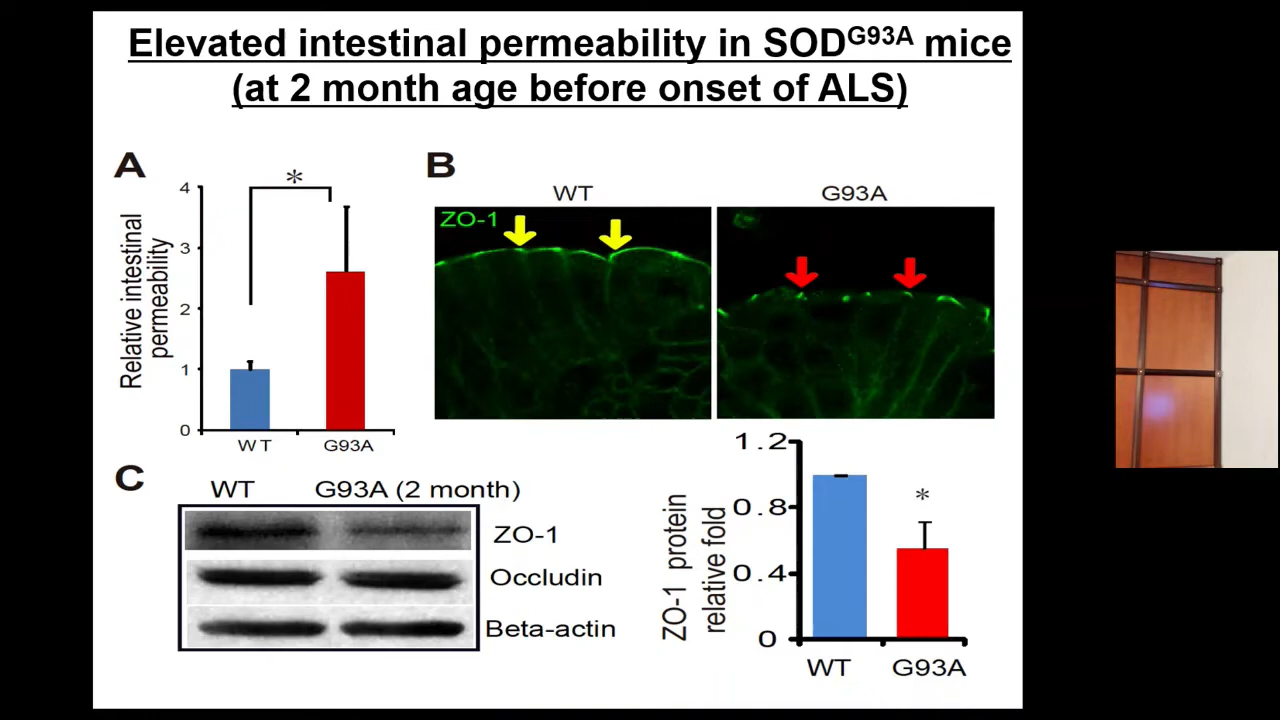 Elevated intestinal permeability in SODG93A mice
(at 2 month age before onset of ALS)
A
*
4
3
2
1
0
Relative intestinal
permeability
WT
G93A
B
WT
G93A
ZO-1
C
WT
G93A (2 month)
ZO-1
Occludin
Beta-actin
1.2
0.8
0.4
0
ZO-1 protein
relative fold
*
WT
G93A